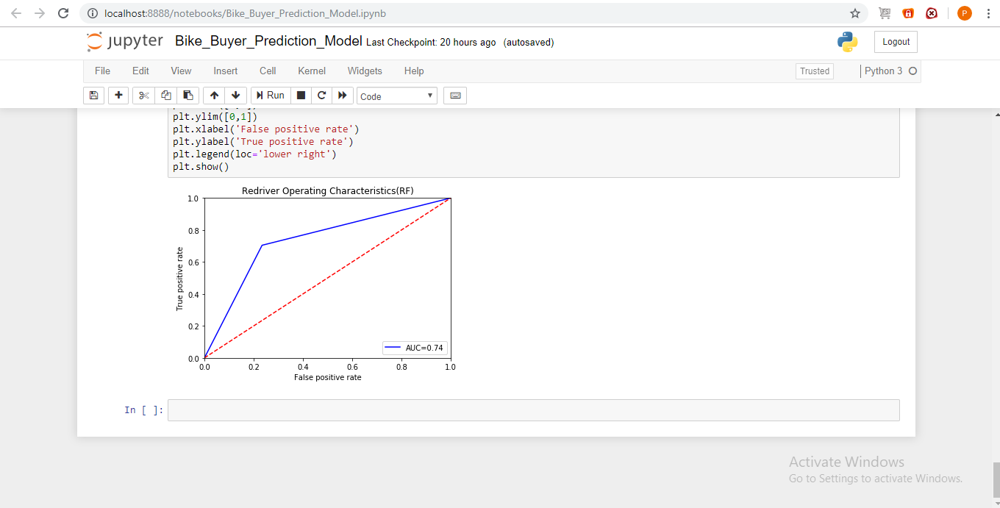 localhost:8888/notebooks/Bike_Buyer_Prediction_Model.ipynb
P
jupyter Bike_Buyer_Prediction_Model Last Checkpoint: 20 hours ago (autosaved)
Logout
File Edit View Insert Cell Kernel Widgets Help
Trusted
Python 3
Run
Code
plt.ylim([0,1])
plt.xlabel('False positive rate')
plt.ylabel('True positive rate')
plt.legend(loc='lower right')
plt.show()
Redriver Operating Characteristics(RF)
1.0
0.8
0.6
0.4
0.2
0.0
True positive rate
AUC=0.74
0.0 0.2 0.4 0.6 0.8 1.0
False positive rate
In [ ]:
Activate Windows
Go to Settings to activate Windows.